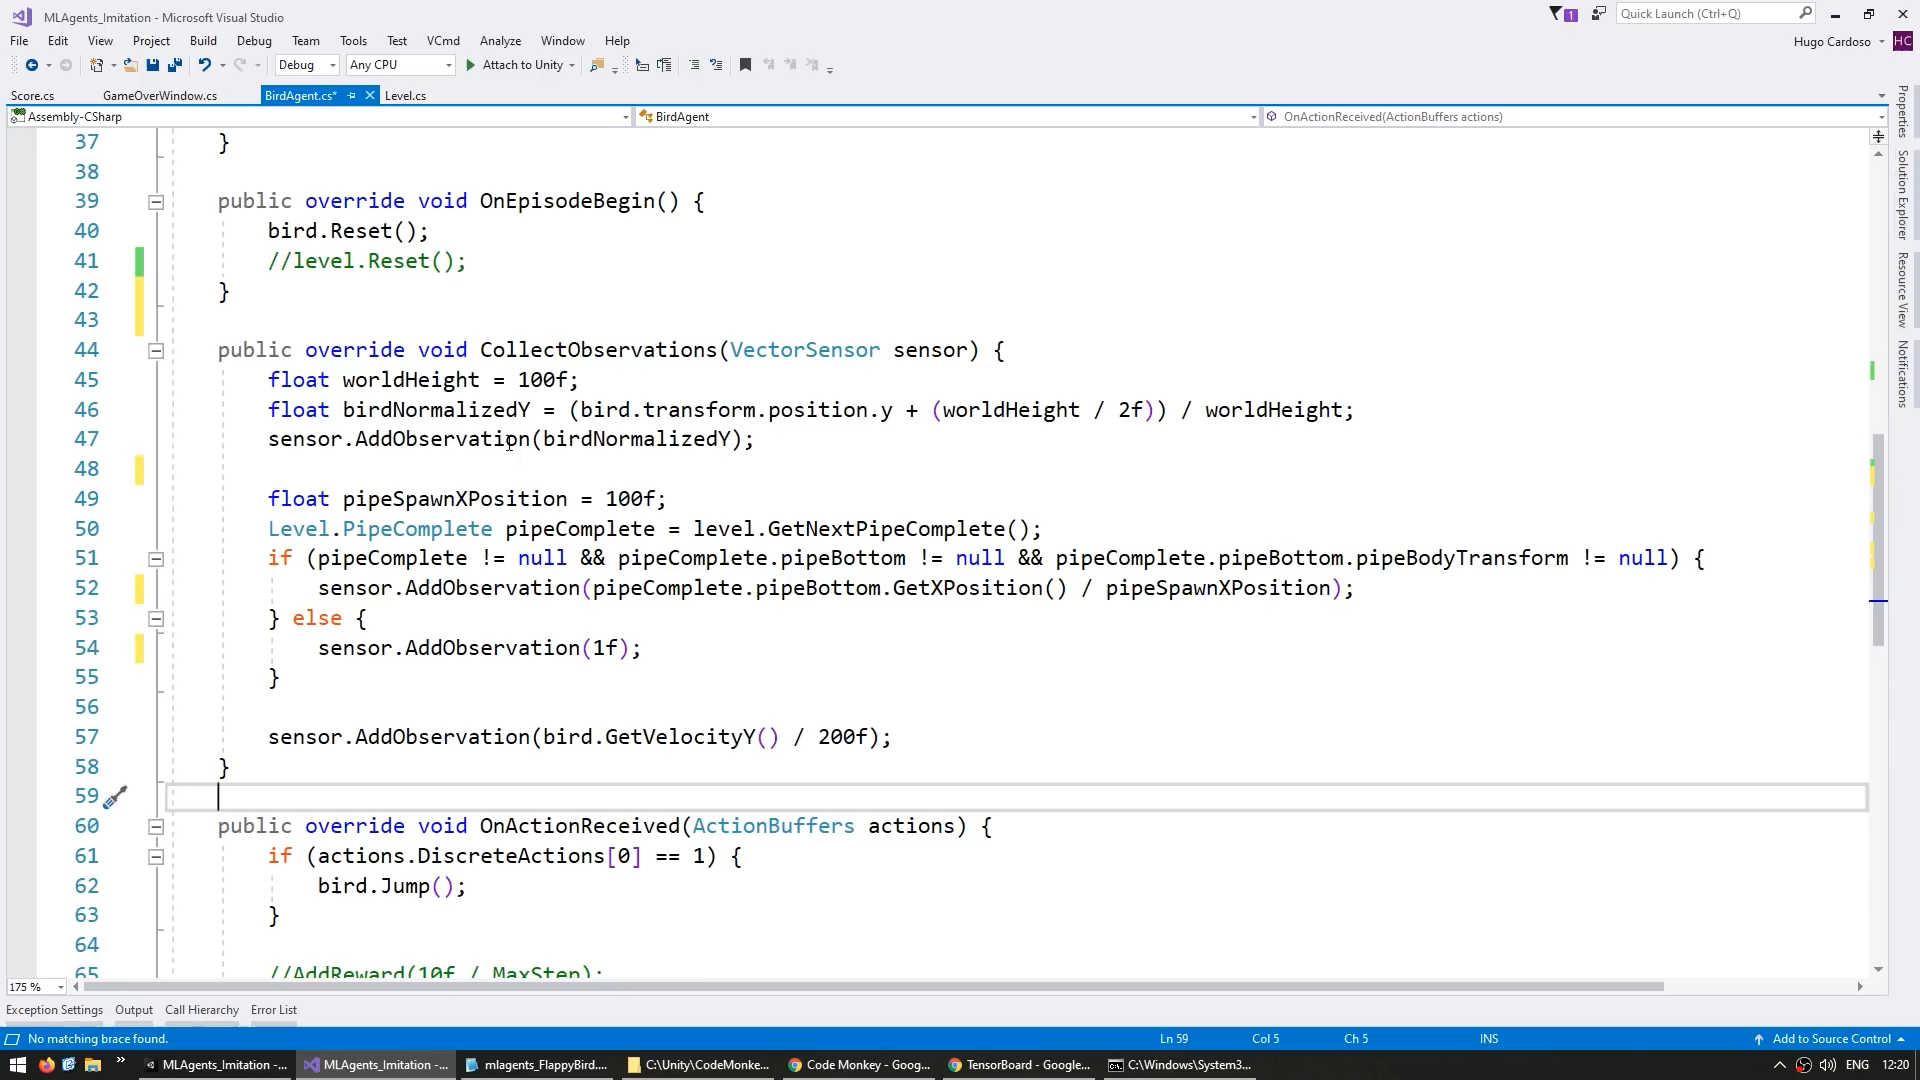 MLAgents_Imitation - Microsoft Visual Studio
1
Quick Launch (Ctrl+Q)
File Edit View Project Build Debug Team Tools Test VCmd Analyze Window Help
Hugo Cardoso HC
Debug Any CPU Attach to Unity
Score.cs GameOverWindow.cs BirdAgent.cs* Level.cs
Assembly-CSharp BirdAgent OnActionReceived(ActionBuffers actions)
37 }
38
39 public override void OnEpisodeBegin() {
40 bird.Reset();
41 //level.Reset();
42 }
43
44 public override void CollectObservations(VectorSensor sensor) {
45 float worldHeight = 100f;
46 float birdNormalizedY = (bird.transform.position.y + (worldHeight / 2f)) / worldHeight;
47 sensor.AddObservation(birdNormalizedY);
48
49 float pipeSpawnXPosition = 100f;
50 Level.PipeComplete pipeComplete = level.GetNextPipeComplete();
51 if (pipeComplete != null && pipeComplete.pipeBottom != null && pipeComplete.pipeBottom.pipeBodyTransform != null) {
52 sensor.AddObservation(pipeComplete.pipeBottom.GetXPosition() / pipeSpawnXPosition);
53 } else {
54 sensor.AddObservation(1f);
55 }
56
57 sensor.AddObservation(bird.GetVelocityY() / 200f);
58 }
59
60 public override void OnActionReceived(ActionBuffers actions) {
61 if (actions.DiscreteActions[0] == 1) {
62 bird.Jump();
63 }
64
65 //AddReward(10f / MaxStep);
Properties
Solution Explorer
Resource View
Notifications
175 %
Exception Settings Output Call Hierarchy Error List
No matching brace found. Ln 59 Col 5 Ch 5 INS Add to Source Control
MLAgents_Imitation -... MLAgents_Imitation -... mlagents_FlappyBird.... C:\Unity\CodeMonke... Code Monkey - Goog... TensorBoard - Google... C:\Windows\System3... ENG 12:20